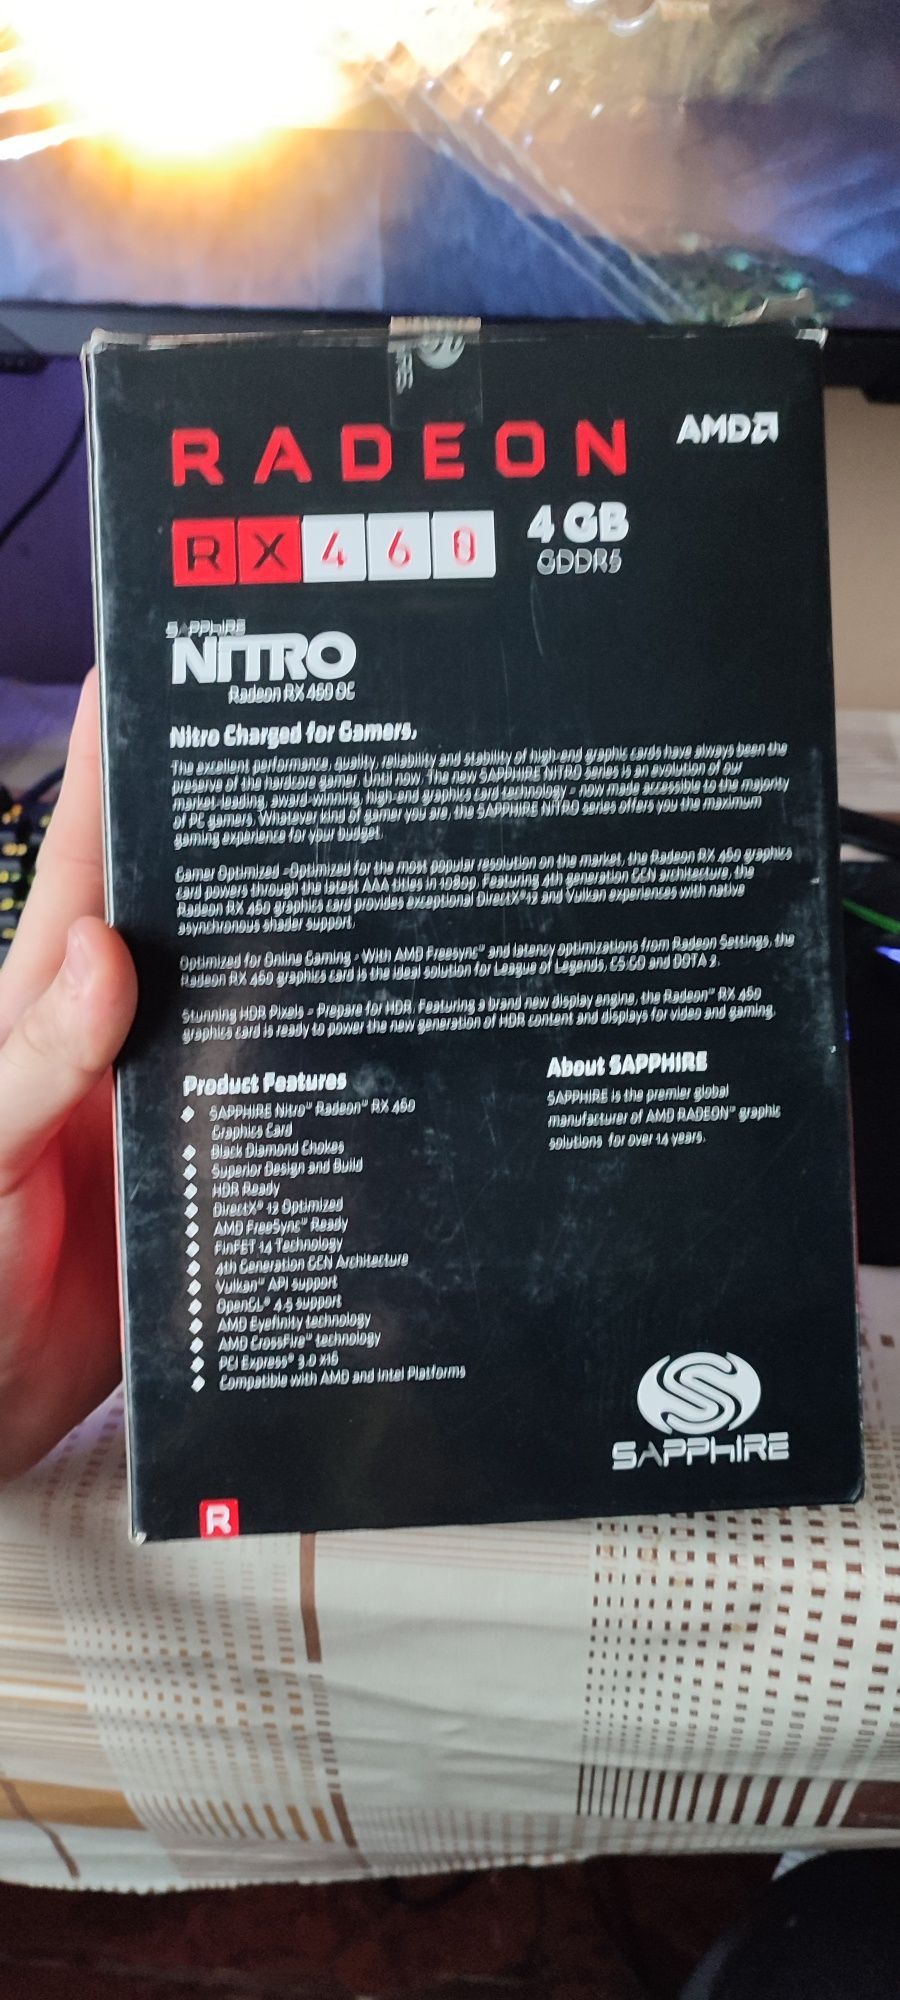 RADEON
AMD
RX 460
4 GB
GDDR5
SAPPHIRE
NITRO
Radeon RX 460 OC
Nitro Charged for Gamers.
The excellent performance, quality, reliability and stability of high-end graphic cards have always been the
preserve of the hardcore gamer. Until now. The new SAPPHIRE NITRO series is an evolution of our
market-leading, award-winning, high-end graphics card technology - now made accessible to the majority
of PC gamers. Whatever kind of gamer you are, the SAPPHIRE NITRO series offers you the maximum
gaming experience for your budget.
Gamer Optimized -Optimized for the most popular resolution on the market, the Radeon RX 460 graphics
card powers through the latest AAA titles in 1080p. Featuring 4th generation GCN architecture, the
Radeon RX 460 graphics card provides exceptional DirectX®12 and Vulkan experiences with native
asynchronous shader support.
Optimized for Online Gaming - With AMD Freesync™ and latency optimizations from Radeon Settings, the
Radeon RX 460 graphics card is the ideal solution for League of Legends, CS:GO and DOTA 2.
Stunning HDR Pixels - Prepare for HDR. Featuring a brand new display engine, the Radeon™ RX 460
graphics card is ready to power the new generation of HDR content and displays for video and gaming.
Product Features
SAPPHIRE Nitro™ Radeon™ RX 460
Graphics Card
Black Diamond Chokes
Superior Design and Build
HDR Ready
DirectX® 12 Optimized
AMD FreeSync™ Ready
FinFET 14 Technology
4th Generation GCN Architecture
Vulkan™ API support
OpenGL® 4.5 support
AMD Eyefinity technology
AMD CrossFire™ technology
PCI Express® 3.0 x16
Compatible with AMD and Intel Platforms
About SAPPHIRE
SAPPHIRE is the premier global
manufacturer of AMD RADEON™ graphic
solutions for over 14 years.
SAPPHIRE
R